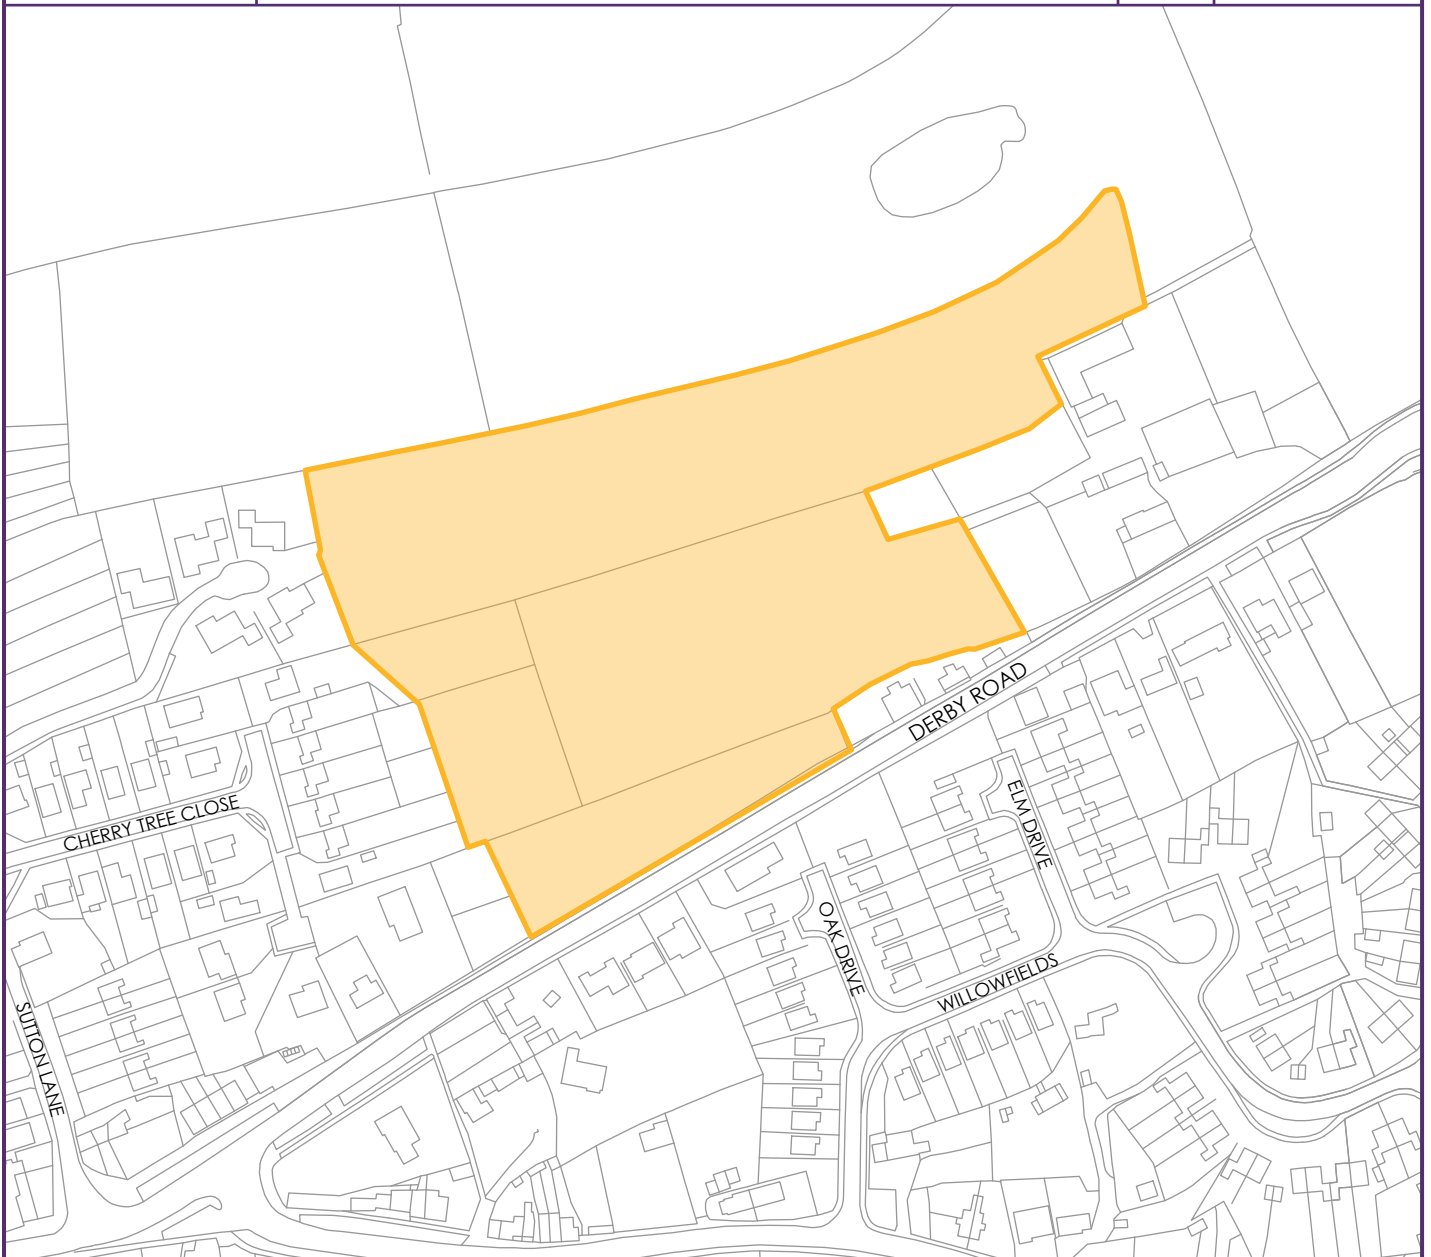 DERBY ROAD
ELM DRIVE
CHERRY TREE CLOSE
OAK DRIVE
WILLOWFIELDS
SUTTON LANE